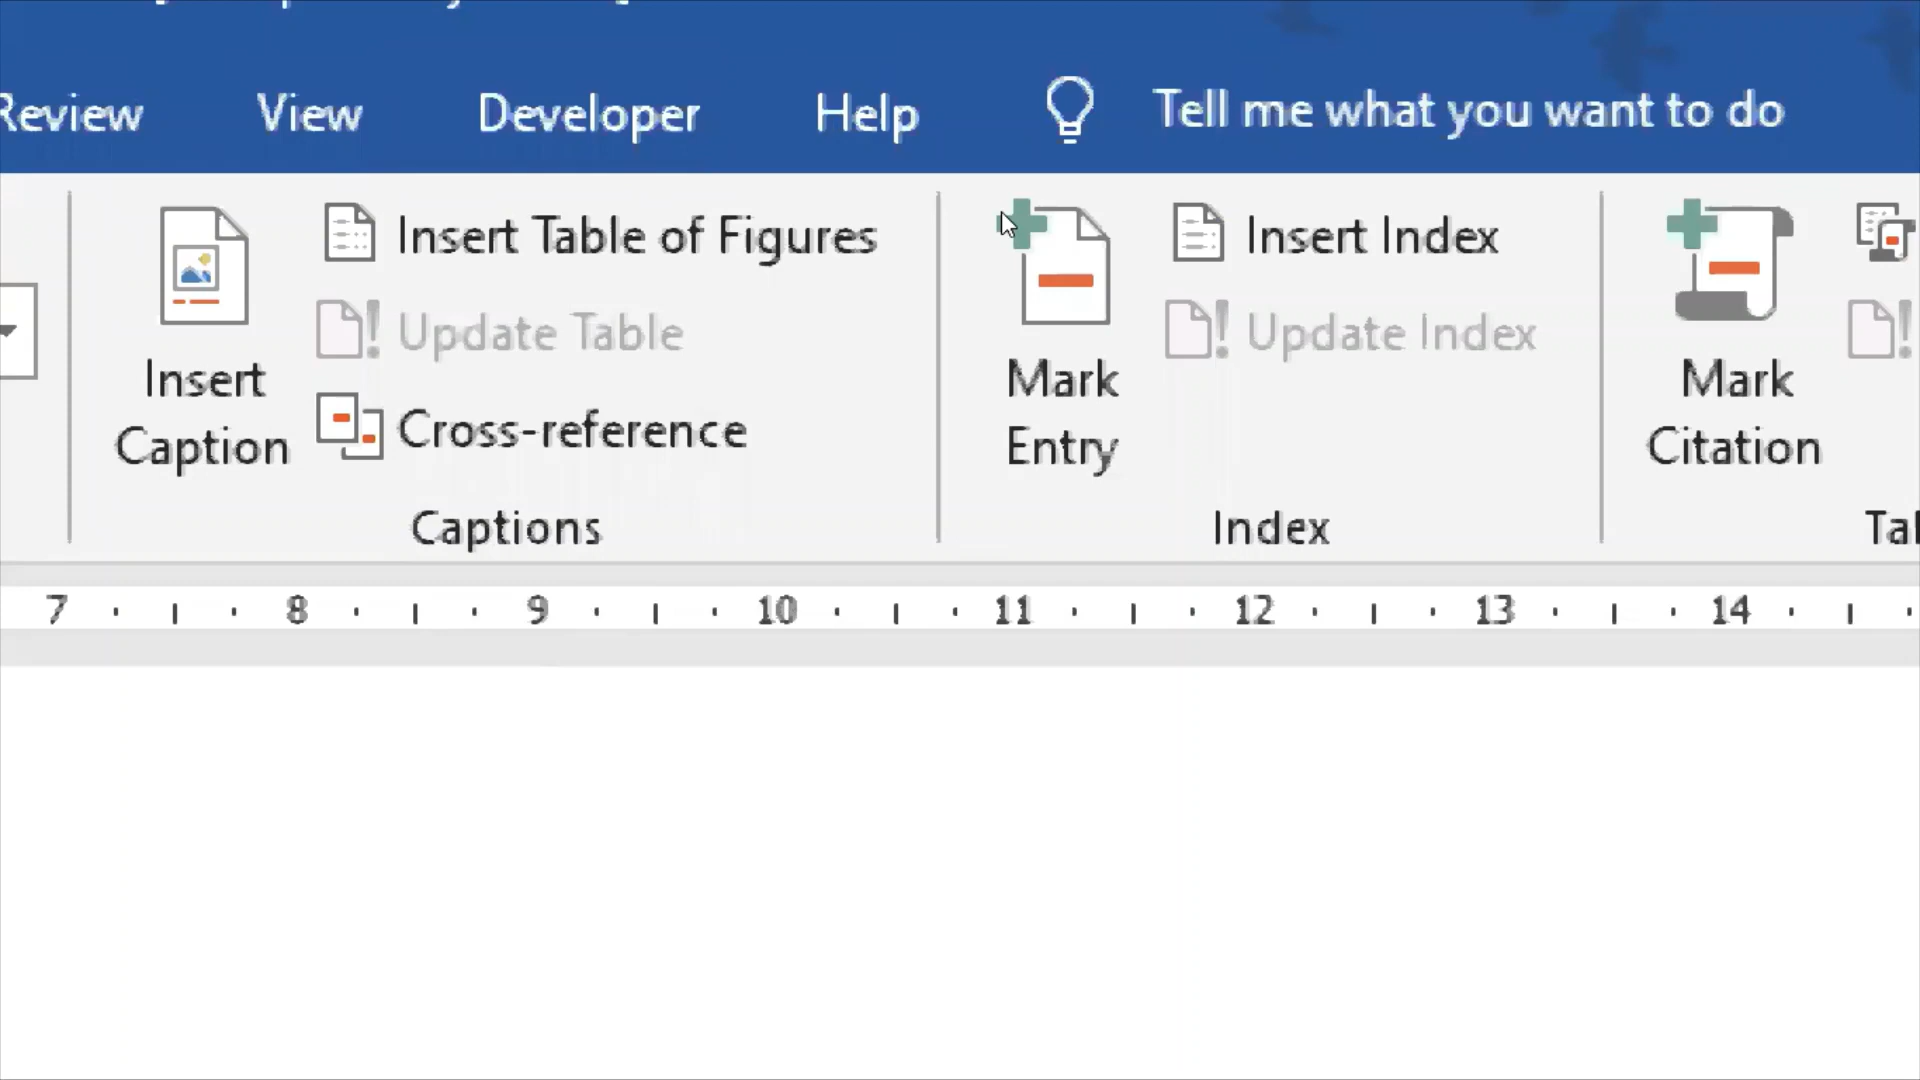 Review View Developer Help Tell me what you want to do
Insert Caption
Insert Table of Figures
Update Table
Cross-reference
Captions
Mark Entry
Insert Index
Update Index
Index
Mark Citation
7 8 9 10 11 12 13 14